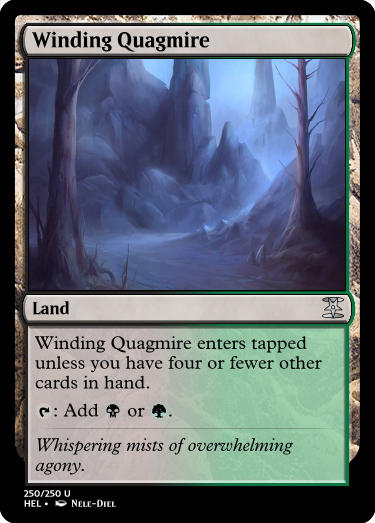 Winding Quagmire
Land
Winding Quagmire enters tapped
unless you have four or fewer other
cards in hand.
: Add or .
Whispering mists of overwhelming
agony.
250/250 U
HEL • Nele-Diel